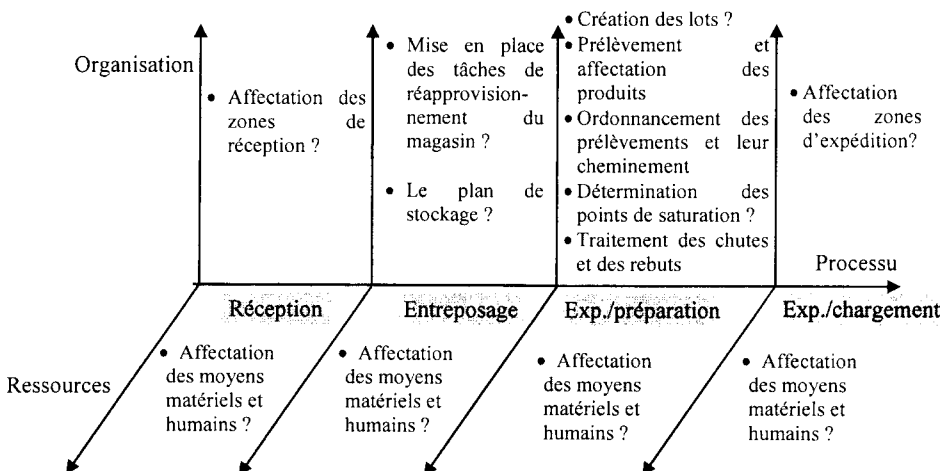 Organisation
• Affectation des
zones de
réception ?
• Mise en place
des tâches de
réapprovision-
nement du
magasin ?
• Le plan de
stockage ?
• Création des lots ?
• Prélèvement et
affectation des
produits
• Ordonnancement des
prélèvements et leur
cheminement
• Détermination des
points de saturation ?
• Traitement des chutes
et des rebuts
• Affectation
des zones
d'expédition?
Processu
Réception
Entreposage
Exp./préparation
Exp./chargement
Ressources
• Affectation
des moyens
matériels et
humains ?
• Affectation
des moyens
matériels et
humains ?
• Affectation
des moyens
matériels et
humains ?
• Affectation
des moyens
matériels et
humains ?